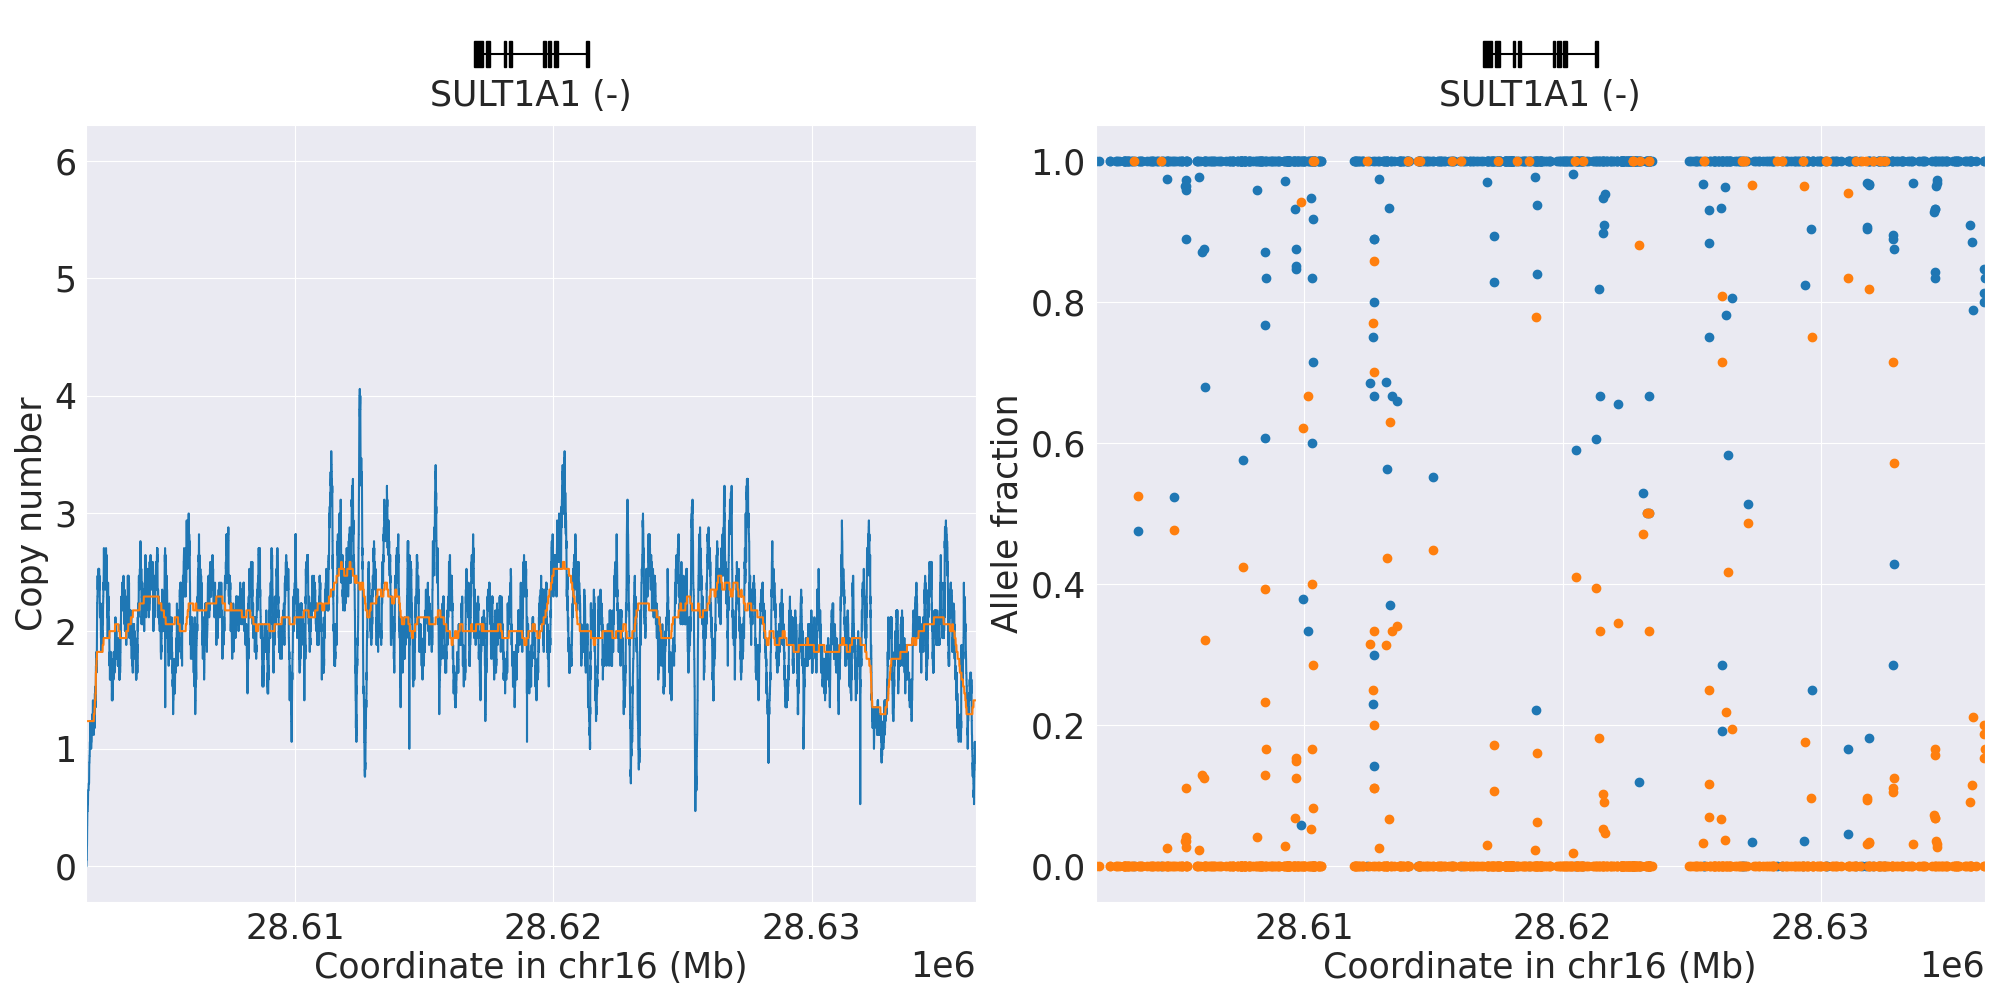 SULT1A1 (-)
6
5
4
3
2
1
0
Copy number
28.61
28.62
28.63
Coordinate in chr16 (Mb)
1e6
SULT1A1 (-)
1.0
0.8
0.6
0.4
0.2
0.0
Allele fraction
28.61
28.62
28.63
Coordinate in chr16 (Mb)
1e6